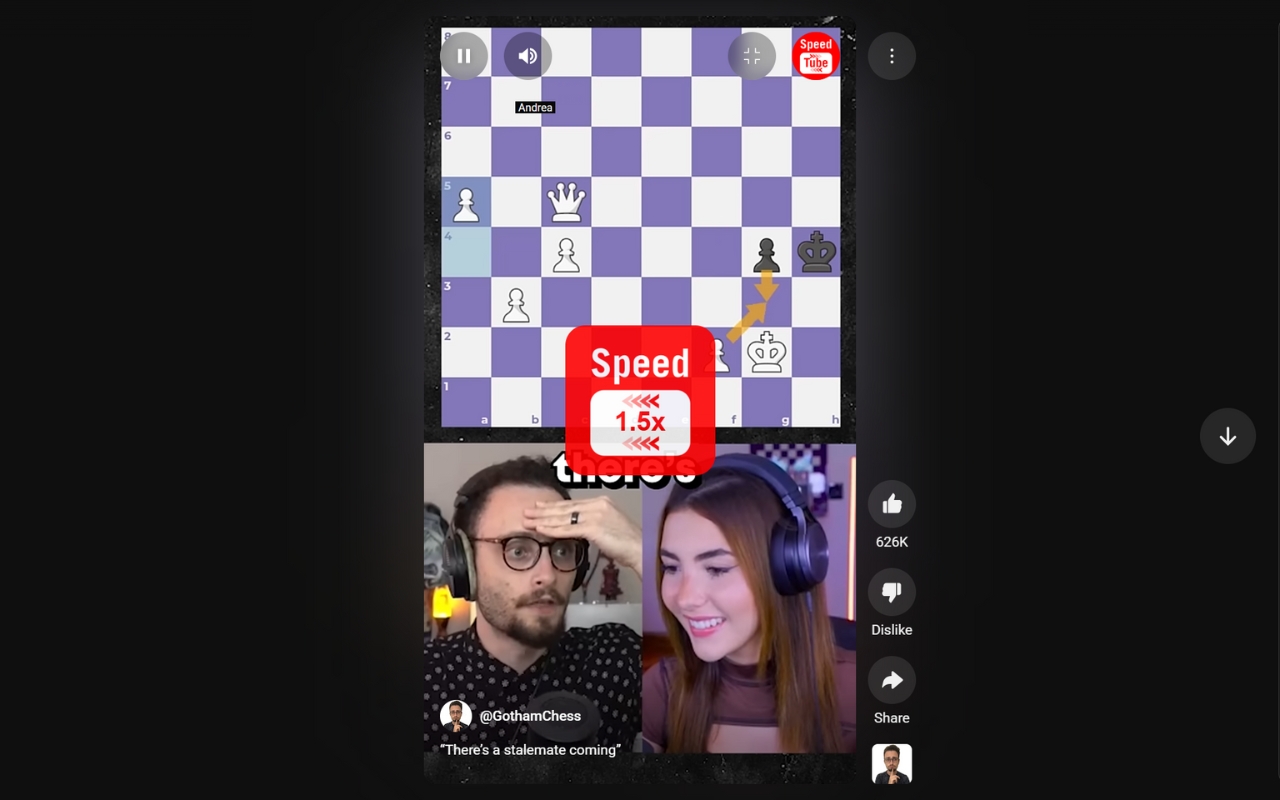 8
Speed
Tube
7
Andrea
6
5
4
3
2
Speed
1.5x
1
a
b
f
g
h
there's
626K
Dislike
@GothamChess
Share
“There's a stalemate coming”